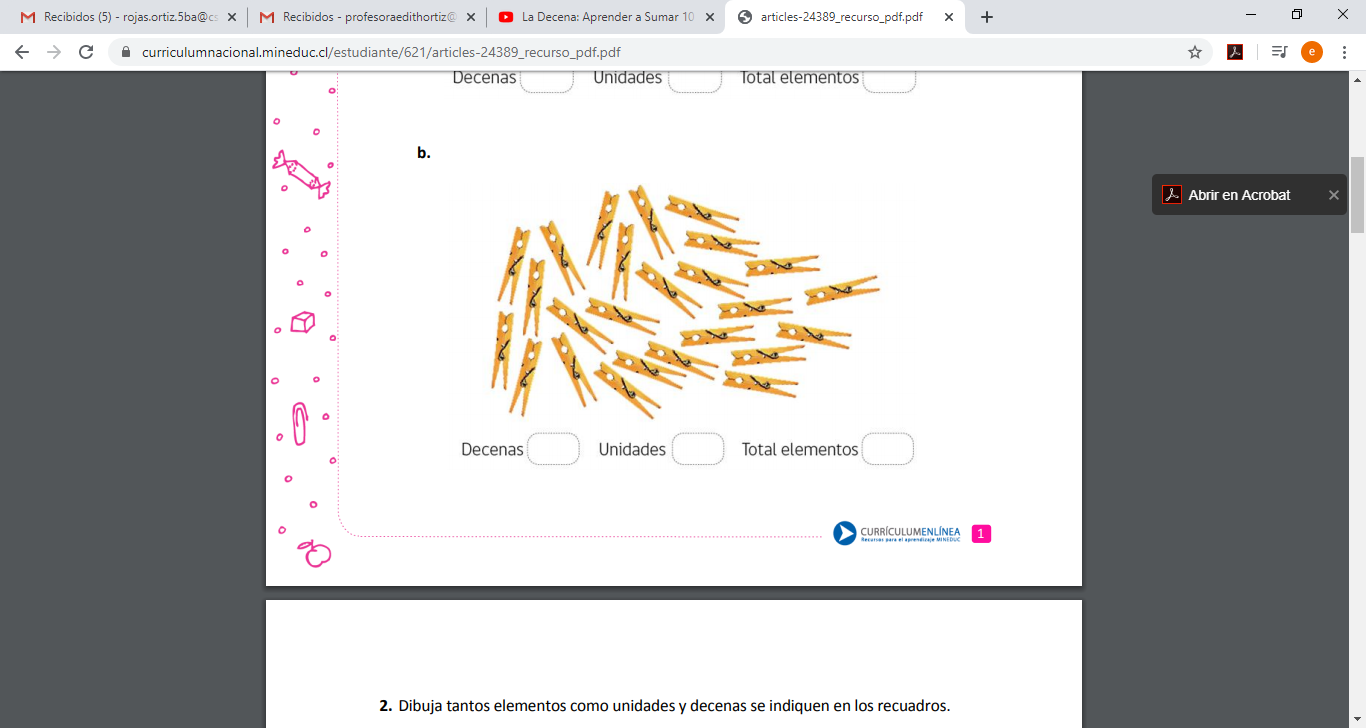 Recibidos (5) - rojas.ortiz.5ba@cs
Recibidos - profesoraedithortiz@
La Decena: Aprender a Sumar 10
articles-24389_recurso_pdf.pdf
curriculumnacional.mineduc.cl/estudiante/621/articles-24389_recurso_pdf.pdf
e
Decenas Unidades Total elementos
b.
Abrir en Acrobat
Decenas Unidades Total elementos
CURRÍCULUMENLÍNEA
Recursos para el aprendizaje MINEDUC
1
2. Dibuja tantos elementos como unidades y decenas se indiquen en los recuadros.